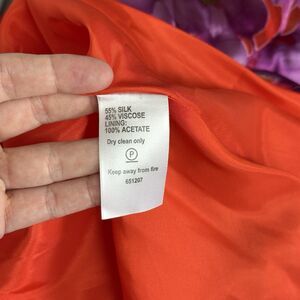 55% SILK
45% VISCOSE
LINING:
100% ACETATE
Dry clean only
P
Keep away from fire
651207